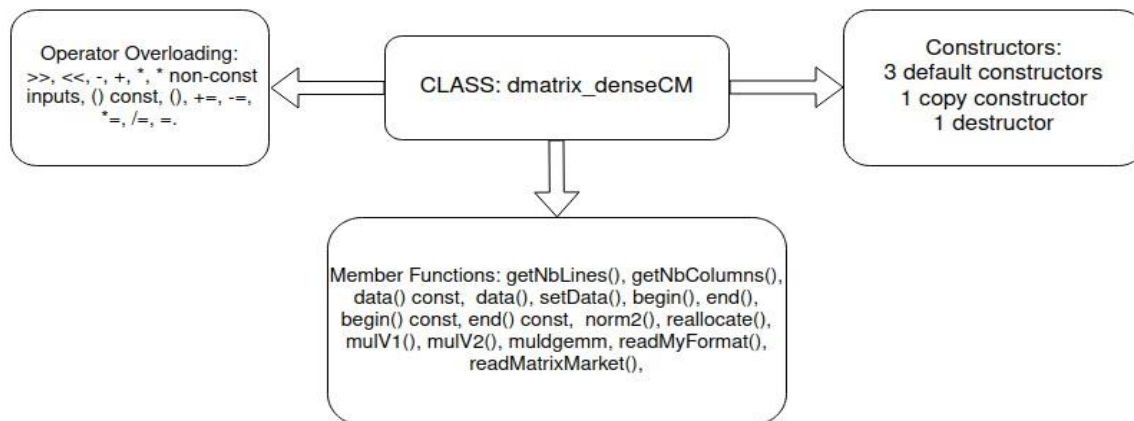 Operator Overloading:
>>, <<, -, +, *, * non-const
inputs, () const, (), +=, -=,
*=, /=, =.
CLASS: dmatrix_denseCM
Constructors:
3 default constructors
1 copy constructor
1 destructor
Member Functions: getNbLines(), getNbColumns(),
data() const, data(), setData(), begin(), end(),
begin() const, end() const, norm2(), reallocate(),
mulV1(), mulV2(), muldgemm, readMyFormat(),
readMatrixMarket(),